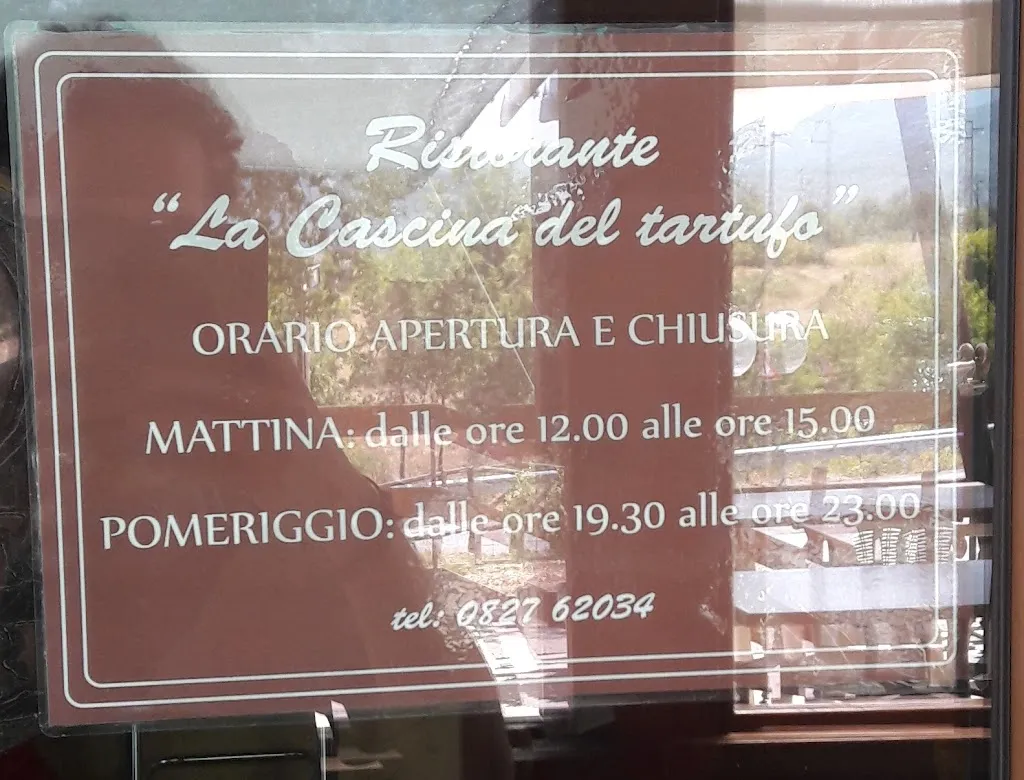 Ristorante
"La Cascina del tartufo"
ORARIO APERTURA E CHIUSURA
MATTINA: dalle ore 12.00 alle ore 15.00
POMERIGGIO: dalle ore 19.30 alle ore 23.00
tel: 0827 62034